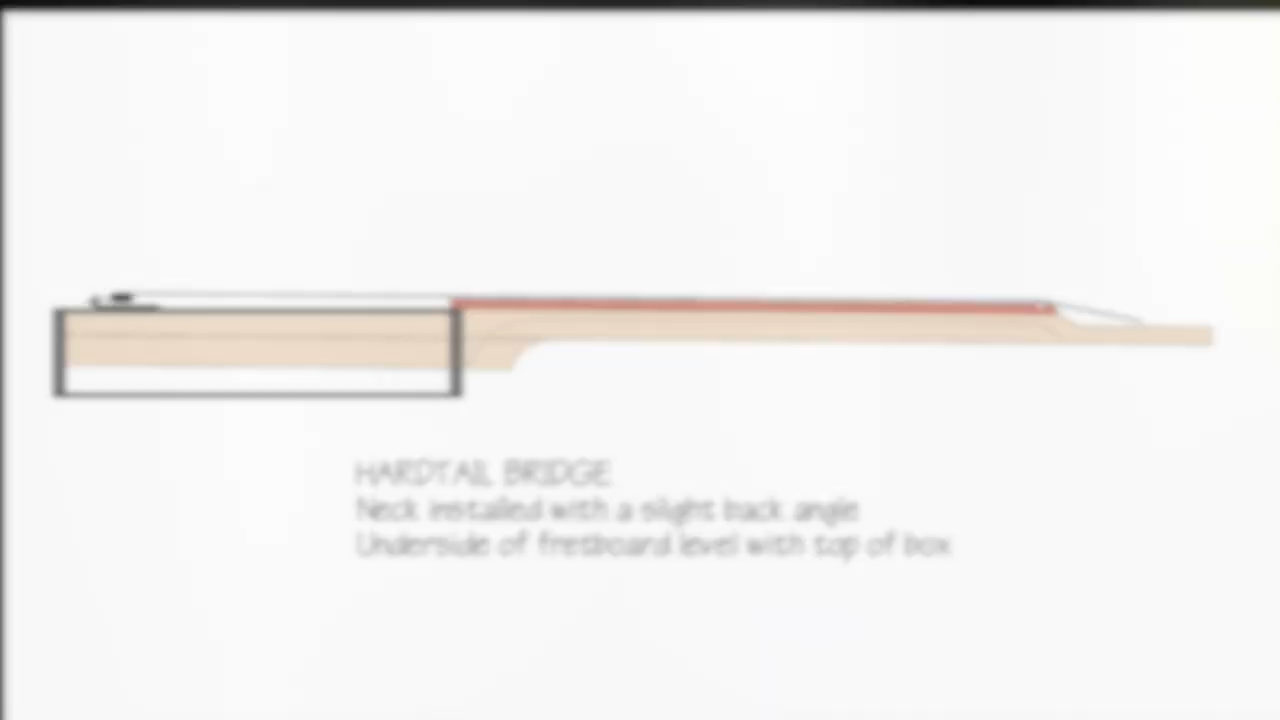 HARDTAIL BRIDGE
Neck installed with a slight back angle
Underside of fretboard level with top of box